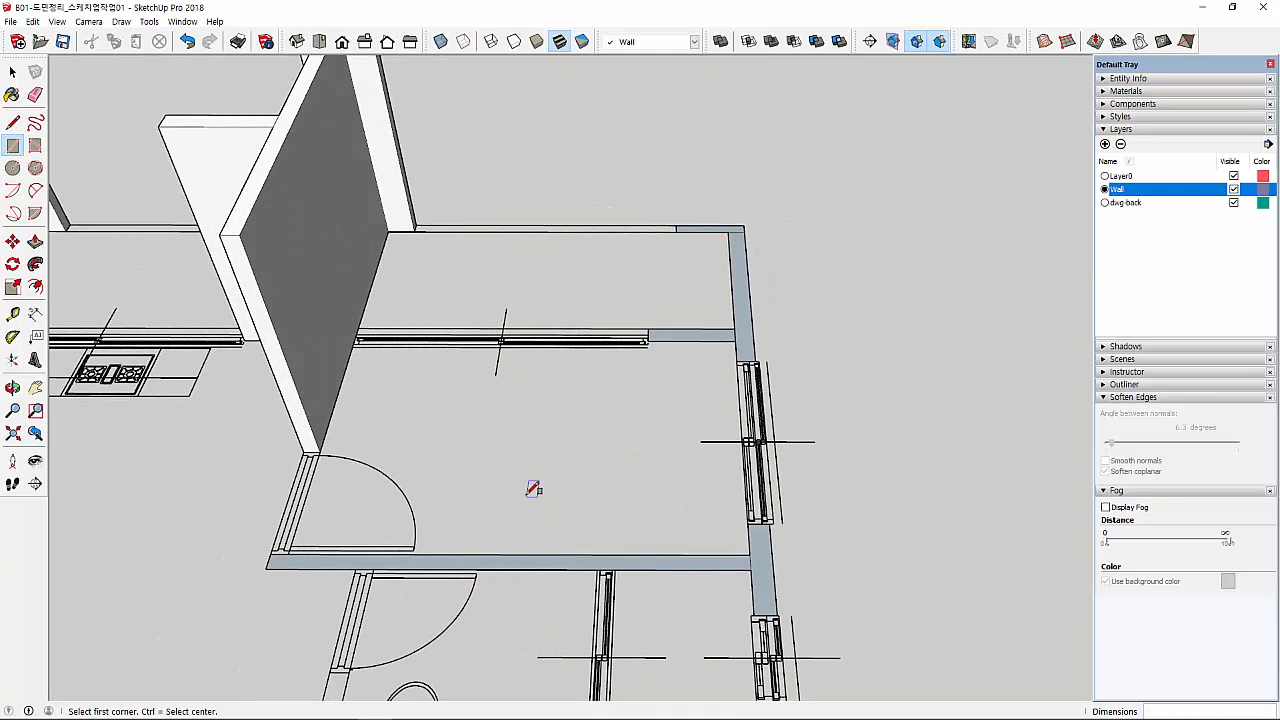 B01-도면정리_스케치업작업01 - SketchUp Pro 2018
File Edit View Camera Draw Tools Window Help
Wall
Default Tray
Entity Info
Materials
Components
Styles
Layers
Name Visible Color
Layer0
Wall
dwg-back
Shadows
Scenes
Instructor
Outliner
Soften Edges
Angle between normals:
6.3 degrees
Smooth normals
Soften coplanar
Fog
Display Fog
Distance
0 ∞
Color
Use background color
Select first corner. Ctrl = Select center.
Dimensions